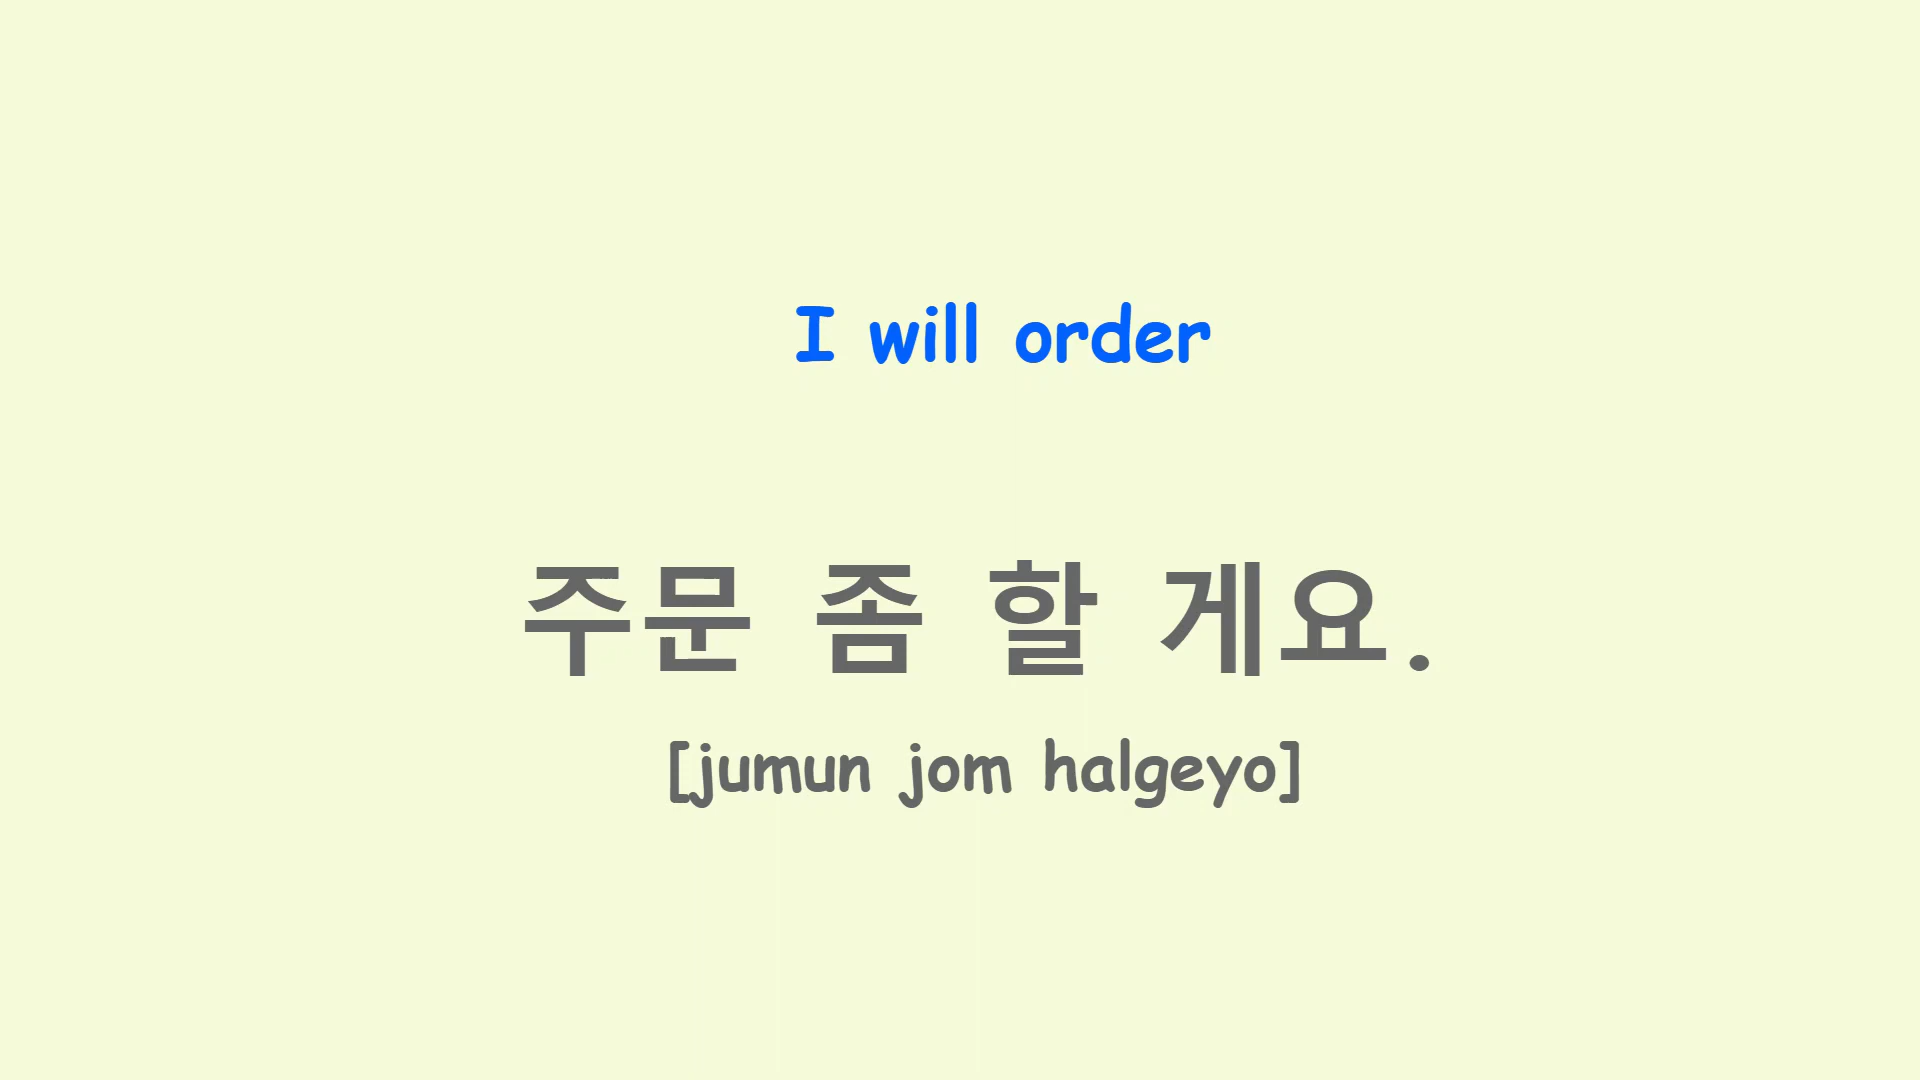 I will order
주문 좀 할 게요.
[jumun jom halgeyo]